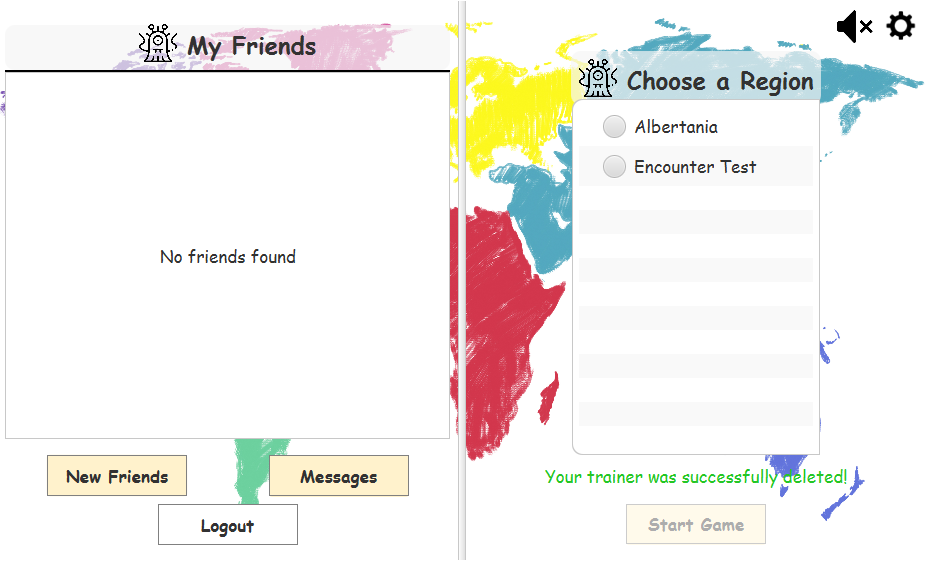 My Friends
No friends found
New Friends
Messages
Logout
Choose a Region
Albertania
Encounter Test
Your trainer was successfully deleted!
Start Game